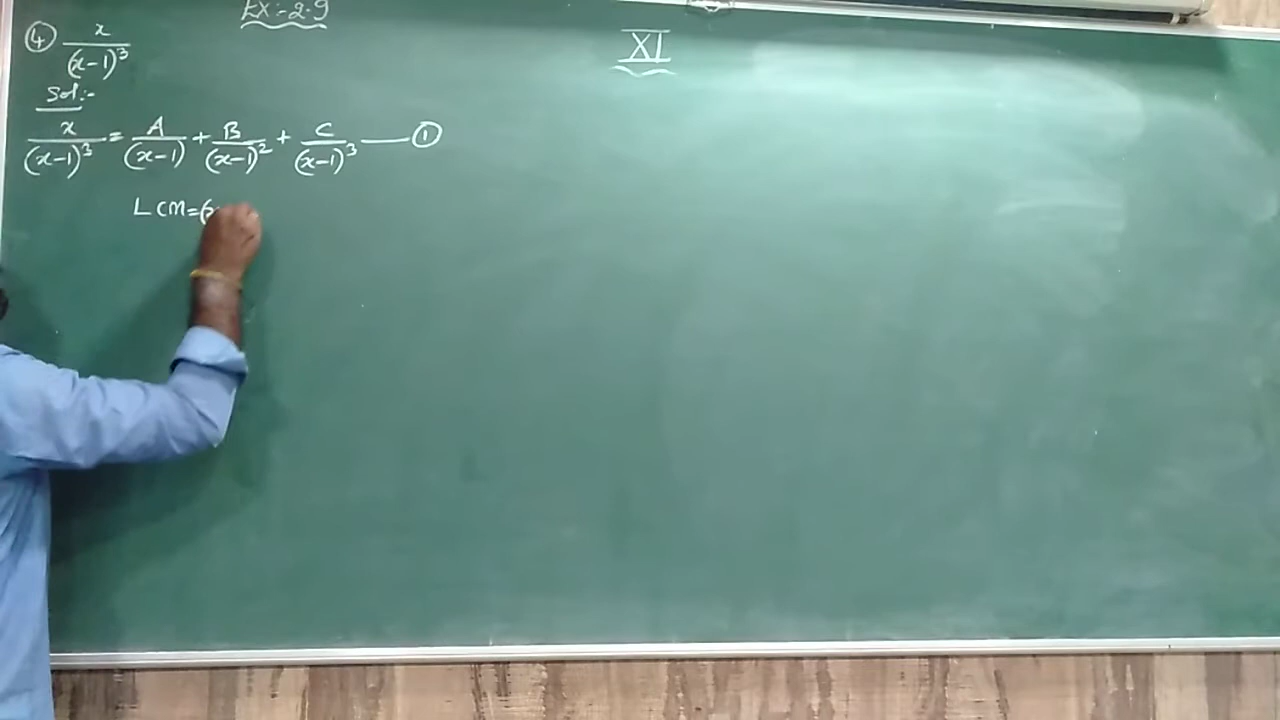 Ex:-2.9
XI
④ x/(x-1)³
Sol:-
x/(x-1)³ = A/(x-1) + B/(x-1)² + C/(x-1)³ —— ①
LCM=(x